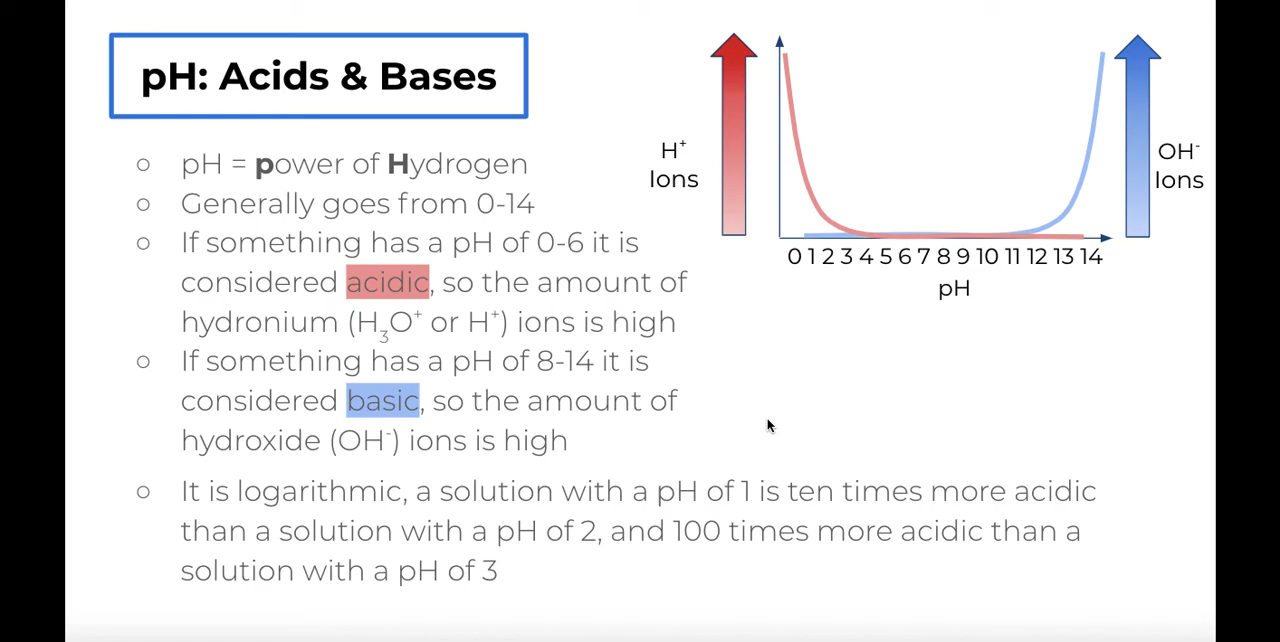 pH: Acids & Bases
○ pH = power of Hydrogen
○ Generally goes from 0-14
○ If something has a pH of 0-6 it is
considered acidic, so the amount of
hydronium (H₃O⁺ or H⁺) ions is high
○ If something has a pH of 8-14 it is
considered basic, so the amount of
hydroxide (OH⁻) ions is high
○ It is logarithmic, a solution with a pH of 1 is ten times more acidic
than a solution with a pH of 2, and 100 times more acidic than a
solution with a pH of 3
H⁺
Ions
0 1 2 3 4 5 6 7 8 9 10 11 12 13 14
pH
OH⁻
Ions